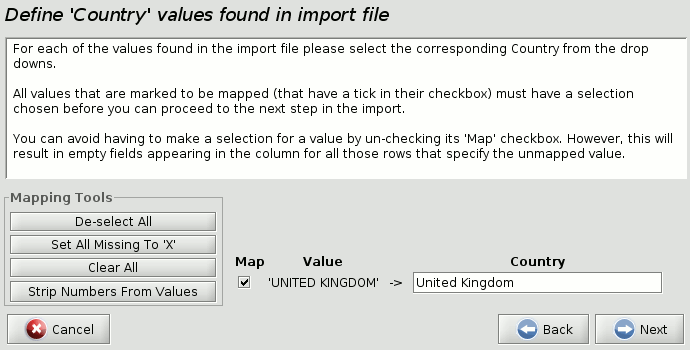 Define 'Country' values found in import file
For each of the values found in the import file please select the corresponding Country from the drop
downs.
All values that are marked to be mapped (that have a tick in their checkbox) must have a selection
chosen before you can proceed to the next step in the import.
You can avoid having to make a selection for a value by un-checking its 'Map' checkbox. However, this will
result in empty fields appearing in the column for all those rows that specify the unmapped value.
Mapping Tools
De-select All
Set All Missing To 'X'
Clear All
Strip Numbers From Values
Map Value Country
'UNITED KINGDOM' -> United Kingdom
Cancel
Back
Next